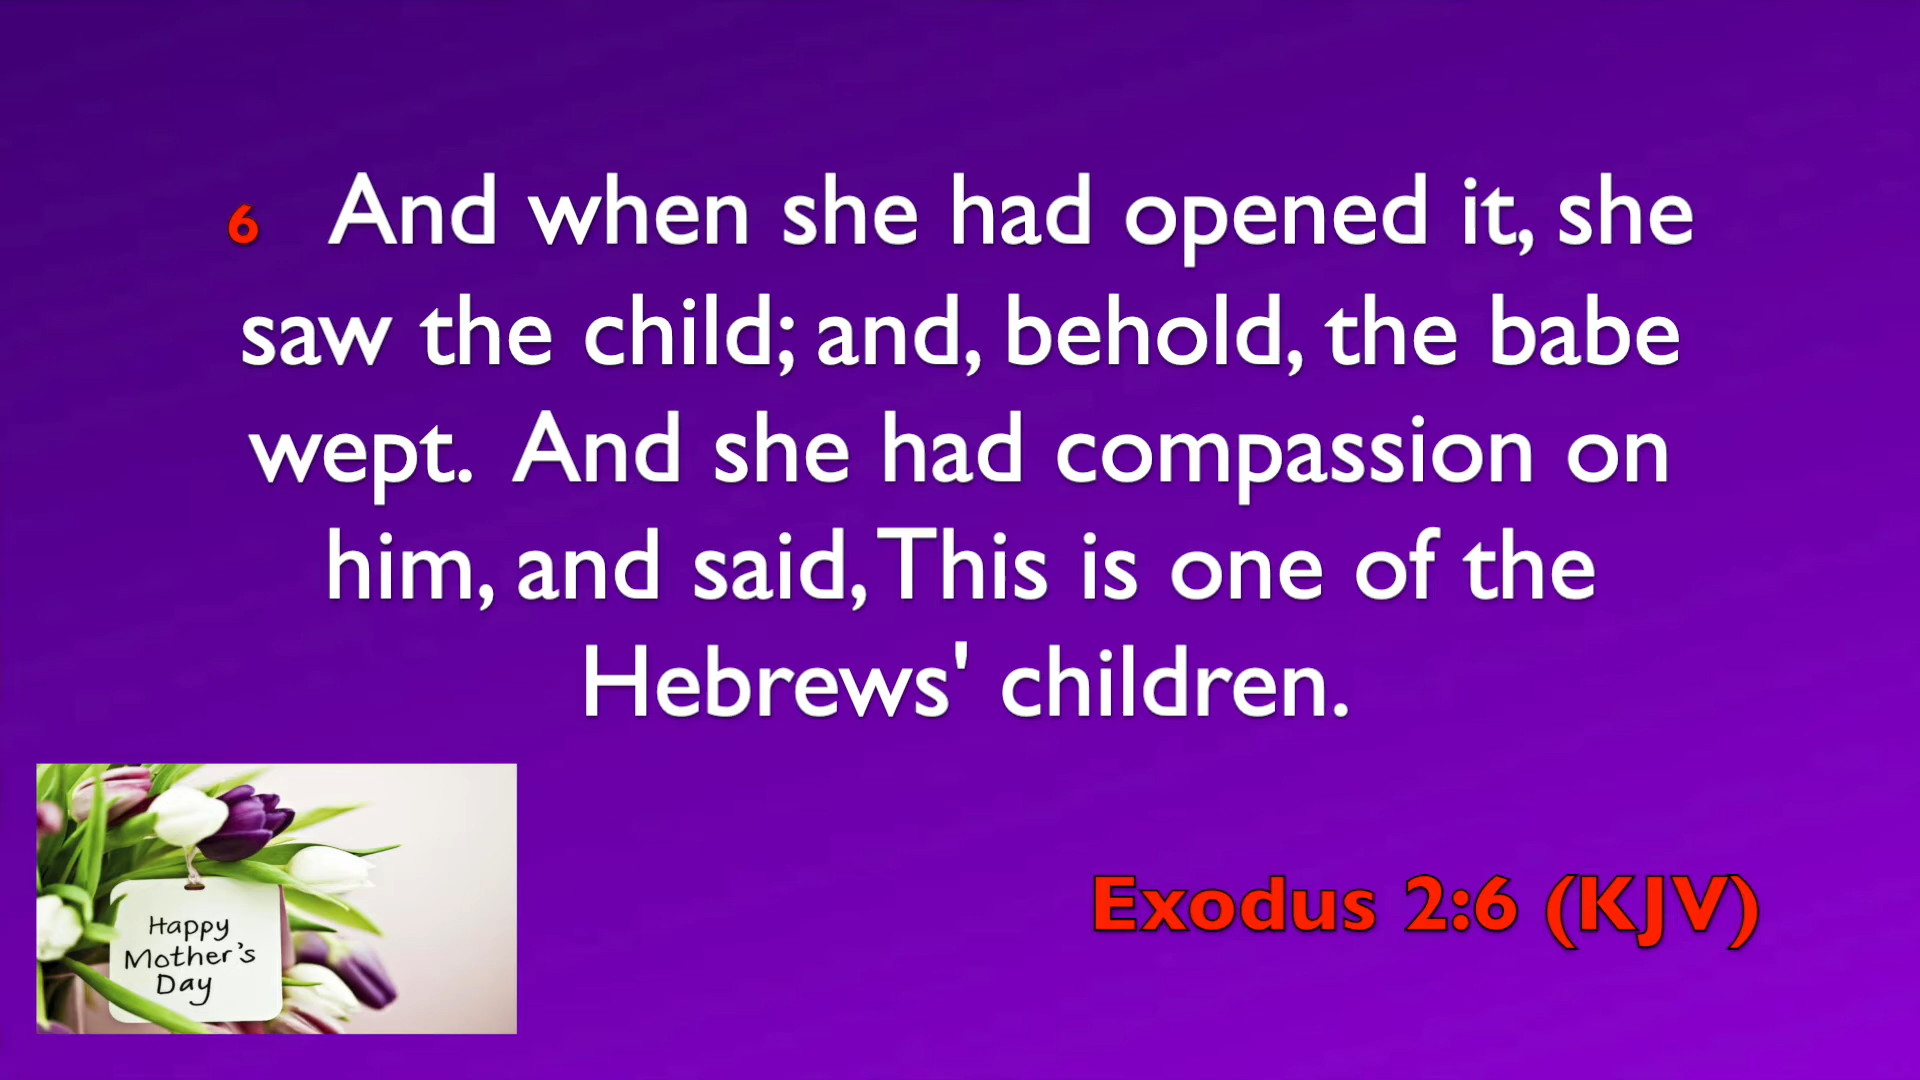 6 And when she had opened it, she
saw the child; and, behold, the babe
wept. And she had compassion on
him, and said, This is one of the
Hebrews' children.
Happy
Mother's
Day
Exodus 2:6 (KJV)